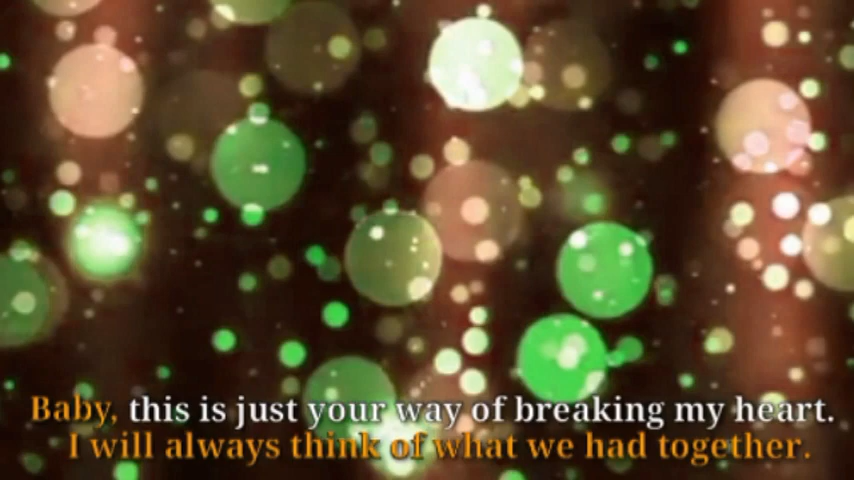 Baby, this is just your way of breaking my heart.
I will always think of what we had together.